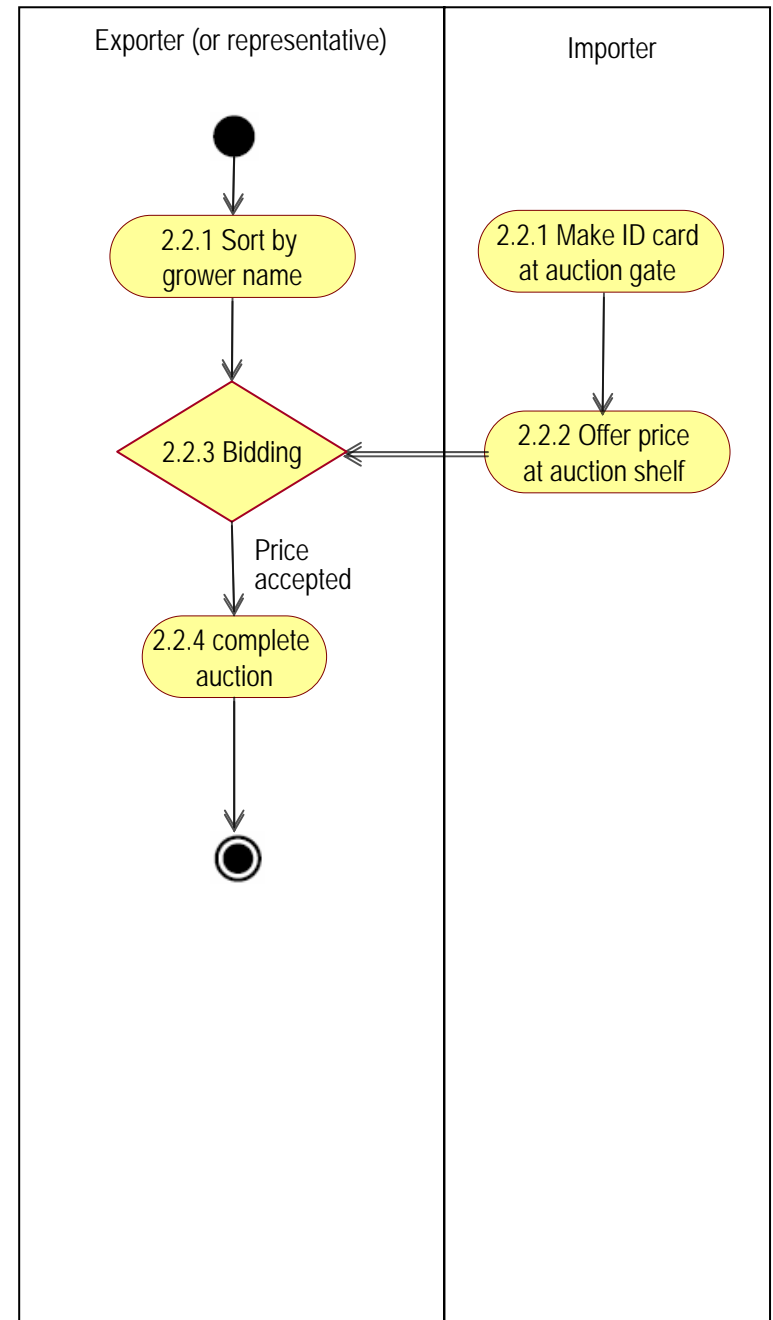 Exporter (or representative)
Importer
2.2.1 Sort by
grower name
2.2.1 Make ID card
at auction gate
2.2.3 Bidding
2.2.2 Offer price
at auction shelf
Price
accepted
2.2.4 complete
auction